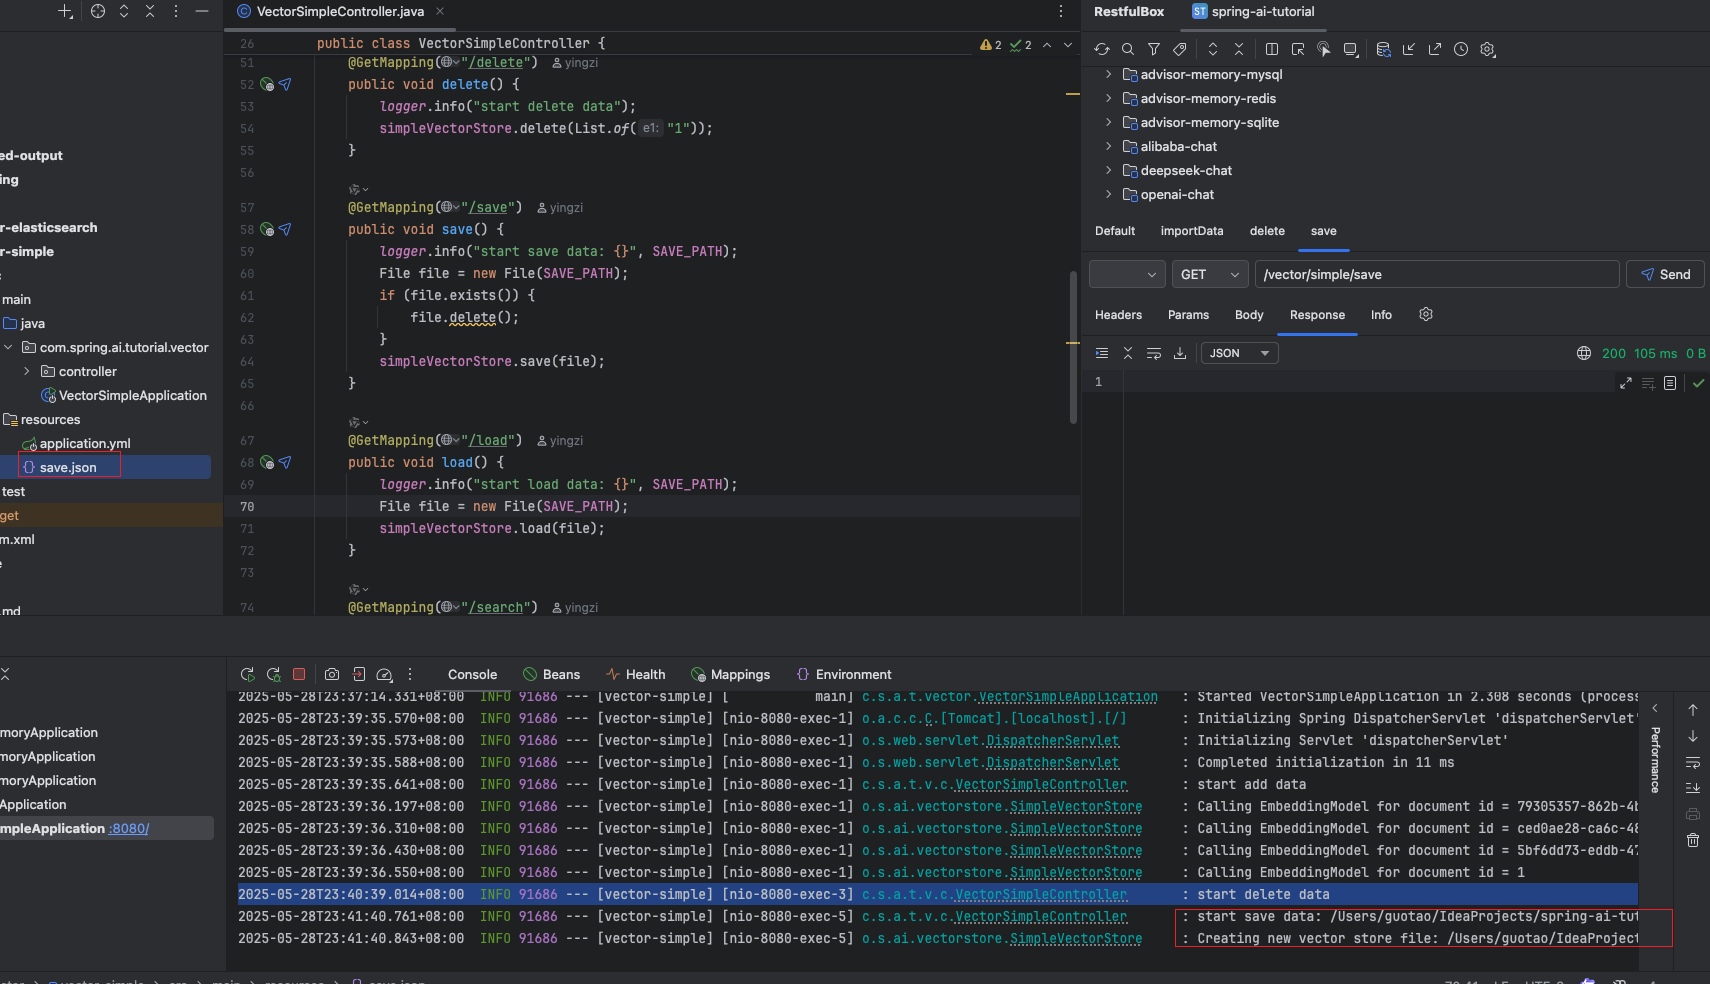 VectorSimpleController.java
RestfulBox
ST spring-ai-tutorial
26 public class VectorSimpleController {
2 2
51 @GetMapping("/delete") yingzi
52 public void delete() {
53 logger.info("start delete data");
54 simpleVectorStore.delete(List.of( e1: "1"));
55 }
56
57 @GetMapping("/save") yingzi
58 public void save() {
59 logger.info("start save data: {}", SAVE_PATH);
60 File file = new File(SAVE_PATH);
61 if (file.exists()) {
62 file.delete();
63 }
64 simpleVectorStore.save(file);
65 }
66
67 @GetMapping("/load") yingzi
68 public void load() {
69 logger.info("start load data: {}", SAVE_PATH);
70 File file = new File(SAVE_PATH);
71 simpleVectorStore.load(file);
72 }
73
74 @GetMapping("/search") yingzi
ed-output
ing
r-elasticsearch
r-simple
main
java
com.spring.ai.tutorial.vector
controller
VectorSimpleApplication
resources
application.yml
{} save.json
test
get
m.xml
.md
advisor-memory-mysql
advisor-memory-redis
advisor-memory-sqlite
alibaba-chat
deepseek-chat
openai-chat
Default importData delete save
GET /vector/simple/save Send
Headers Params Body Response Info
JSON 200 105 ms 0 B
1
Console Beans Health Mappings {} Environment
moryApplication
moryApplication
moryApplication
Application
mpleApplication :8080/
2025-05-28T23:37:14.331+08:00 INFO 91686 --- [vector-simple] [ main] c.s.a.t.vector.VectorSimpleApplication : Started VectorSimpleApplication in 2.308 seconds (process
2025-05-28T23:39:35.570+08:00 INFO 91686 --- [vector-simple] [nio-8080-exec-1] o.a.c.c.C.[Tomcat].[localhost].[/] : Initializing Spring DispatcherServlet 'dispatcherServlet'
2025-05-28T23:39:35.573+08:00 INFO 91686 --- [vector-simple] [nio-8080-exec-1] o.s.web.servlet.DispatcherServlet : Initializing Servlet 'dispatcherServlet'
2025-05-28T23:39:35.588+08:00 INFO 91686 --- [vector-simple] [nio-8080-exec-1] o.s.web.servlet.DispatcherServlet : Completed initialization in 11 ms
2025-05-28T23:39:35.641+08:00 INFO 91686 --- [vector-simple] [nio-8080-exec-1] c.s.a.t.v.c.VectorSimpleController : start add data
2025-05-28T23:39:36.197+08:00 INFO 91686 --- [vector-simple] [nio-8080-exec-1] o.s.ai.vectorstore.SimpleVectorStore : Calling EmbeddingModel for document id = 79305357-862b-4b
2025-05-28T23:39:36.310+08:00 INFO 91686 --- [vector-simple] [nio-8080-exec-1] o.s.ai.vectorstore.SimpleVectorStore : Calling EmbeddingModel for document id = ced0ae28-ca6c-48
2025-05-28T23:39:36.430+08:00 INFO 91686 --- [vector-simple] [nio-8080-exec-1] o.s.ai.vectorstore.SimpleVectorStore : Calling EmbeddingModel for document id = 5bf6dd73-eddb-47
2025-05-28T23:39:36.550+08:00 INFO 91686 --- [vector-simple] [nio-8080-exec-1] o.s.ai.vectorstore.SimpleVectorStore : Calling EmbeddingModel for document id = 1
2025-05-28T23:40:39.014+08:00 INFO 91686 --- [vector-simple] [nio-8080-exec-3] c.s.a.t.v.c.VectorSimpleController : start delete data
2025-05-28T23:41:40.761+08:00 INFO 91686 --- [vector-simple] [nio-8080-exec-5] c.s.a.t.v.c.VectorSimpleController : start save data: /Users/guotao/IdeaProjects/spring-ai-tut
2025-05-28T23:41:40.843+08:00 INFO 91686 --- [vector-simple] [nio-8080-exec-5] o.s.ai.vectorstore.SimpleVectorStore : Creating new vector store file: /Users/guotao/IdeaProject
Performance